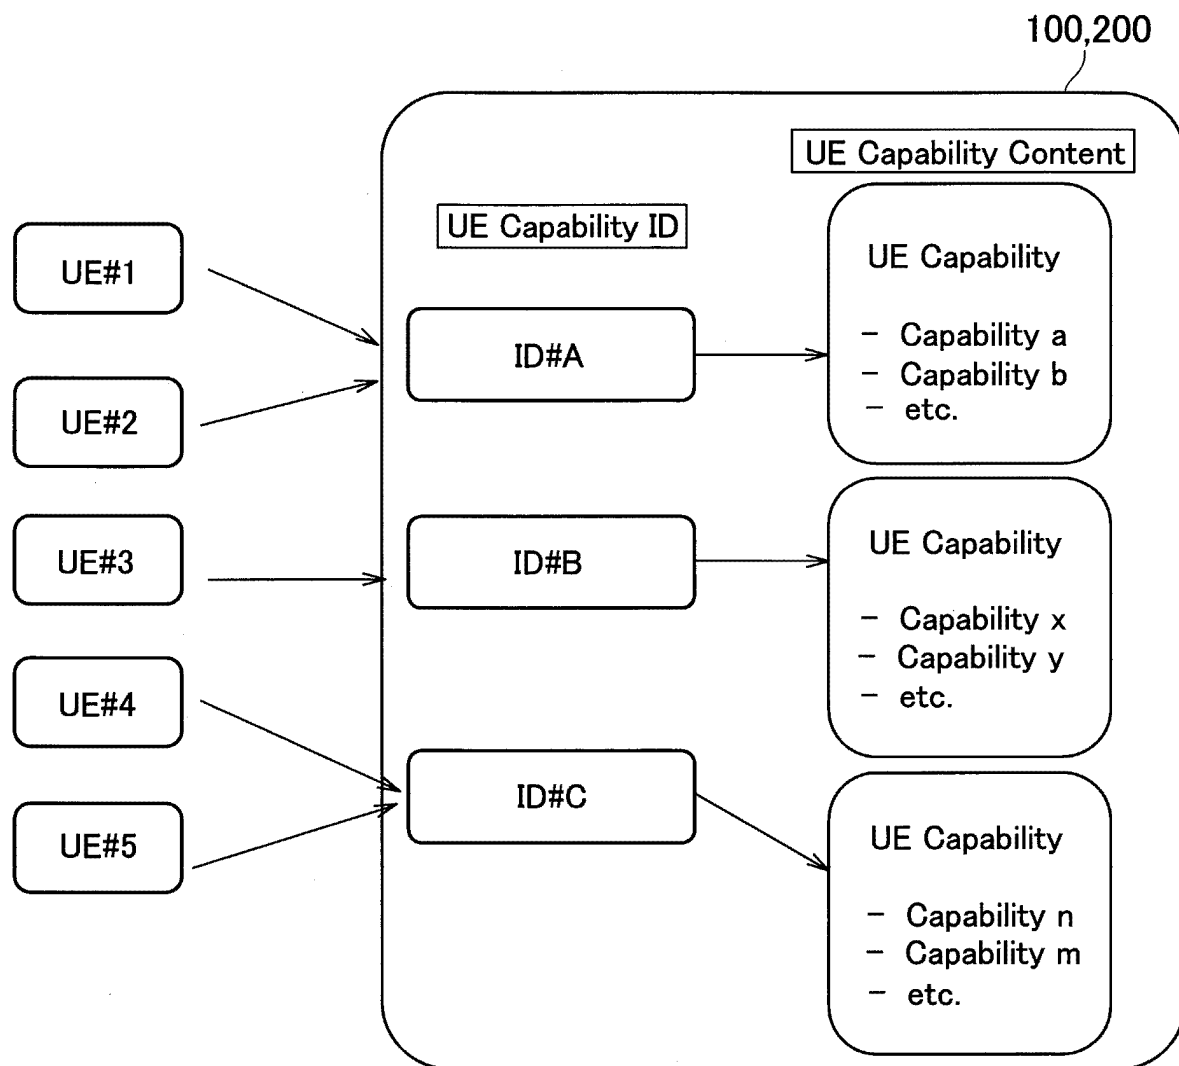 100,200
UE Capability Content
UE Capability ID
UE#1
UE#2
UE#3
UE#4
UE#5
ID#A
ID#B
ID#C
UE Capability
- Capability a
- Capability b
- etc.
UE Capability
- Capability x
- Capability y
- etc.
UE Capability
- Capability n
- Capability m
- etc.